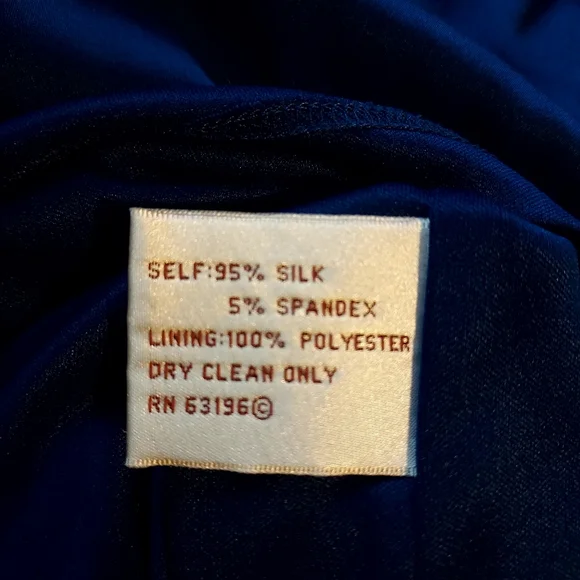 SELF:95% SILK
5% SPANDEX
LINING:100% POLYESTER
DRY CLEAN ONLY
RN 63196©